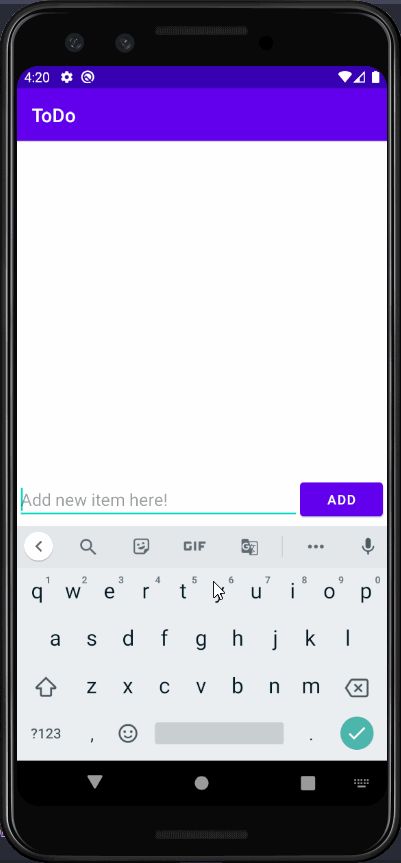 4:20
ToDo
Add new item here!
ADD
GIF
q1 w2 e3 r4 t5 y6 u7 i8 o9 p0
a s d f g h j k l
z x c v b n m
?123 , .